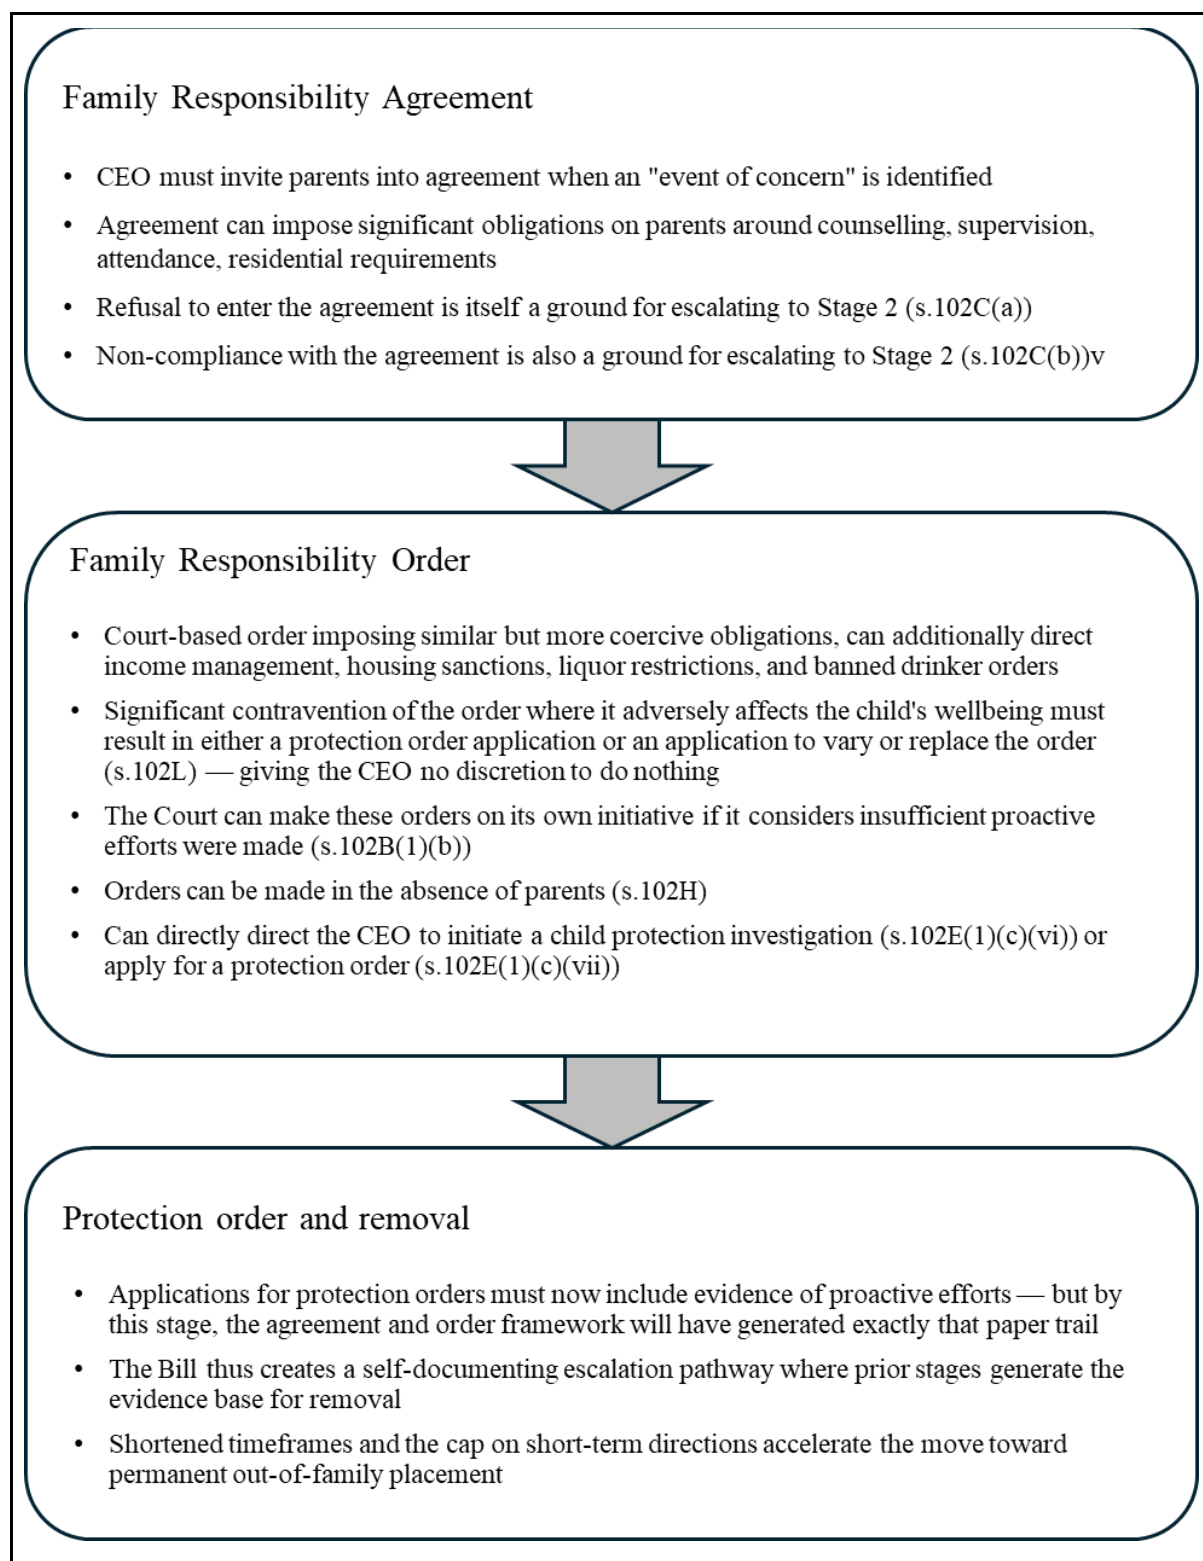 Family Responsibility Agreement
• CEO must invite parents into agreement when an "event of concern" is identified
• Agreement can impose significant obligations on parents around counselling, supervision,
attendance, residential requirements
• Refusal to enter the agreement is itself a ground for escalating to Stage 2 (s.102C(a))
• Non-compliance with the agreement is also a ground for escalating to Stage 2 (s.102C(b))v
Family Responsibility Order
• Court-based order imposing similar but more coercive obligations, can additionally direct
income management, housing sanctions, liquor restrictions, and banned drinker orders
• Significant contravention of the order where it adversely affects the child's wellbeing must
result in either a protection order application or an application to vary or replace the order
(s.102L) — giving the CEO no discretion to do nothing
• The Court can make these orders on its own initiative if it considers insufficient proactive
efforts were made (s.102B(1)(b))
• Orders can be made in the absence of parents (s.102H)
• Can directly direct the CEO to initiate a child protection investigation (s.102E(1)(c)(vi)) or
apply for a protection order (s.102E(1)(c)(vii))
Protection order and removal
• Applications for protection orders must now include evidence of proactive efforts — but by
this stage, the agreement and order framework will have generated exactly that paper trail
• The Bill thus creates a self-documenting escalation pathway where prior stages generate the
evidence base for removal
• Shortened timeframes and the cap on short-term directions accelerate the move toward
permanent out-of-family placement